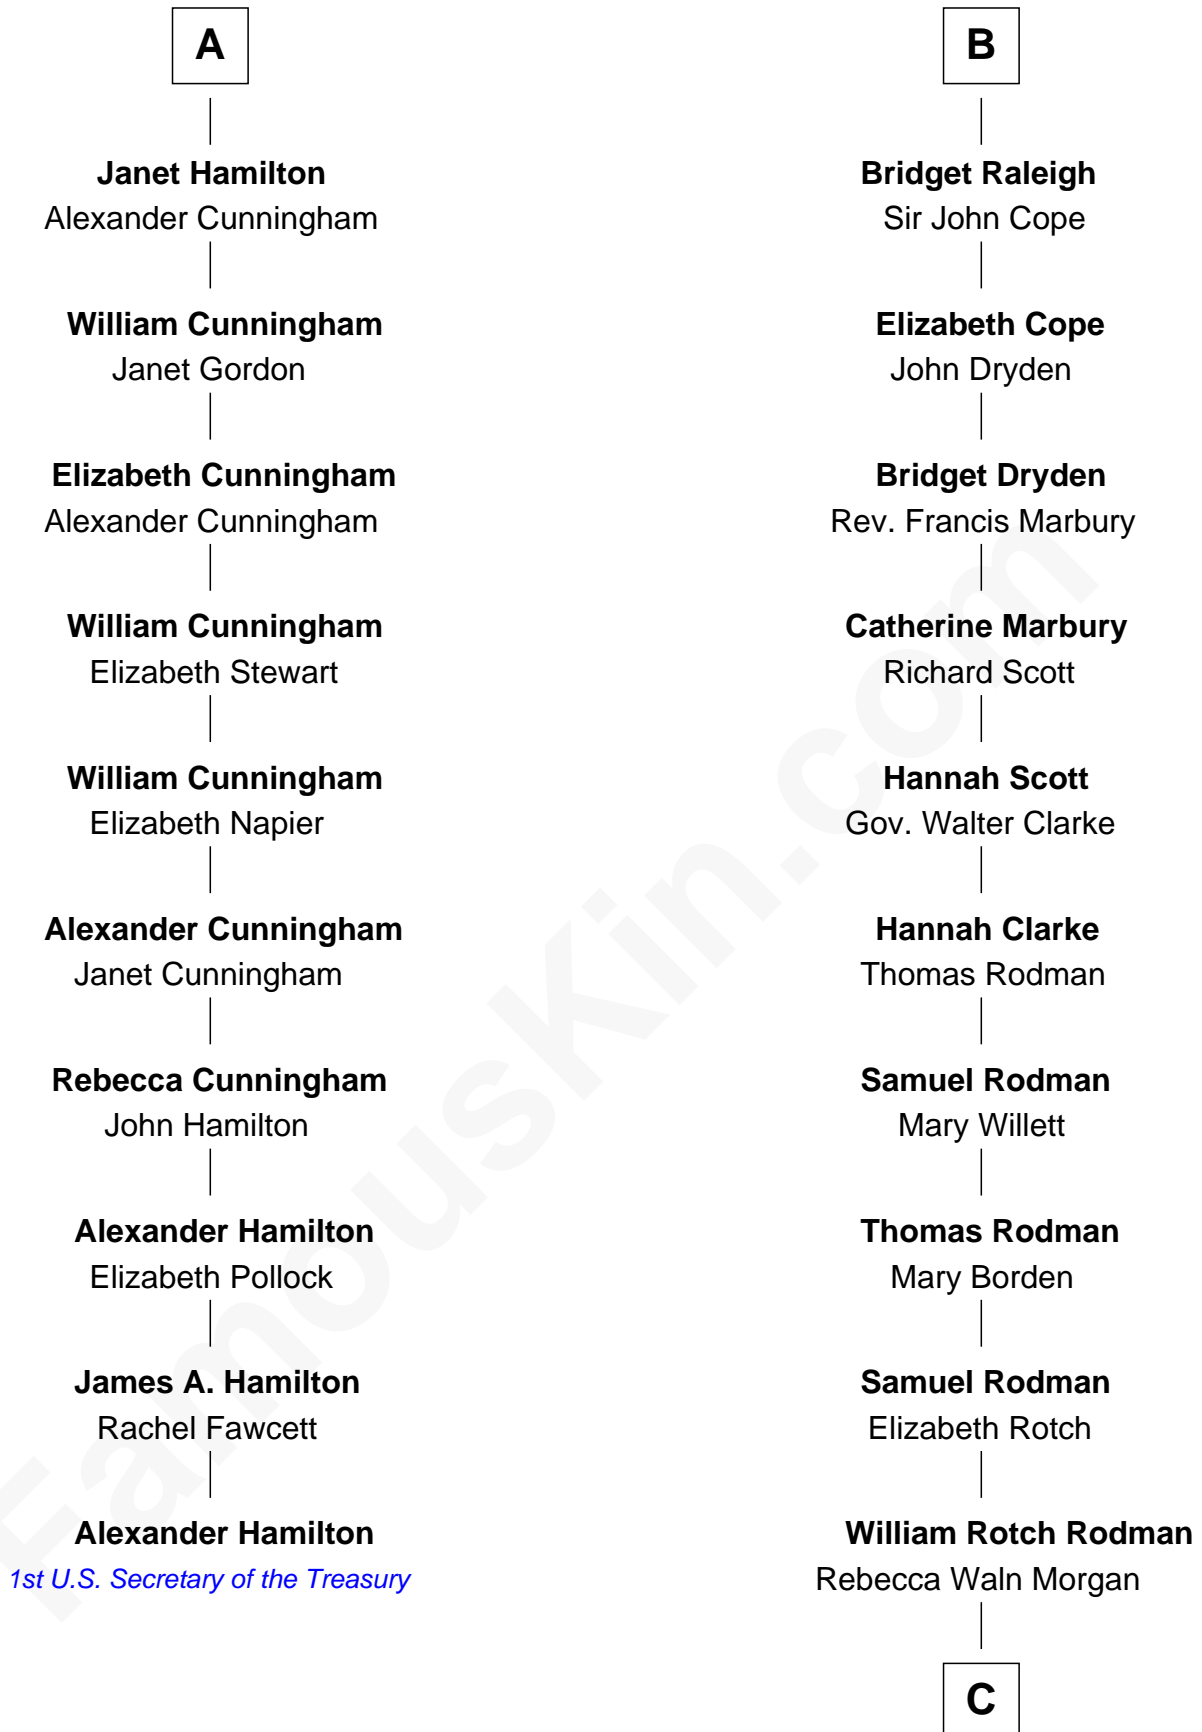 A
Janet Hamilton
Alexander Cunningham
William Cunningham
Janet Gordon
Elizabeth Cunningham
Alexander Cunningham
William Cunningham
Elizabeth Stewart
William Cunningham
Elizabeth Napier
Alexander Cunningham
Janet Cunningham
Rebecca Cunningham
John Hamilton
Alexander Hamilton
Elizabeth Pollock
James A. Hamilton
Rachel Fawcett
Alexander Hamilton
1st U.S. Secretary of the Treasury
B
Bridget Raleigh
Sir John Cope
Elizabeth Cope
John Dryden
Bridget Dryden
Rev. Francis Marbury
Catherine Marbury
Richard Scott
Hannah Scott
Gov. Walter Clarke
Hannah Clarke
Thomas Rodman
Samuel Rodman
Mary Willett
Thomas Rodman
Mary Borden
Samuel Rodman
Elizabeth Rotch
William Rotch Rodman
Rebecca Waln Morgan
C
FamousKin.com